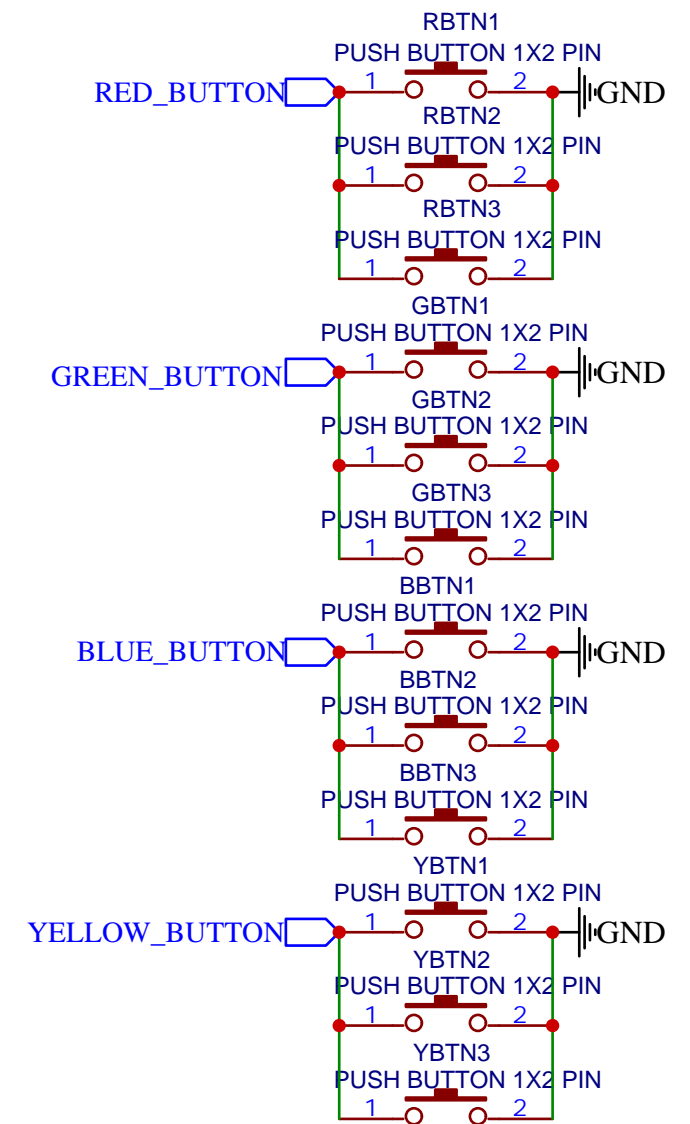 RBTN1
PUSH BUTTON 1X2 PIN
RED_BUTTON 1 2 GND
RBTN2
PUSH BUTTON 1X2 PIN
1 2
RBTN3
PUSH BUTTON 1X2 PIN
1 2
GBTN1
PUSH BUTTON 1X2 PIN
GREEN_BUTTON 1 2 GND
GBTN2
PUSH BUTTON 1X2 PIN
1 2
GBTN3
PUSH BUTTON 1X2 PIN
1 2
BBTN1
PUSH BUTTON 1X2 PIN
BLUE_BUTTON 1 2 GND
BBTN2
PUSH BUTTON 1X2 PIN
1 2
BBTN3
PUSH BUTTON 1X2 PIN
1 2
YBTN1
PUSH BUTTON 1X2 PIN
YELLOW_BUTTON 1 2 GND
YBTN2
PUSH BUTTON 1X2 PIN
1 2
YBTN3
PUSH BUTTON 1X2 PIN
1 2